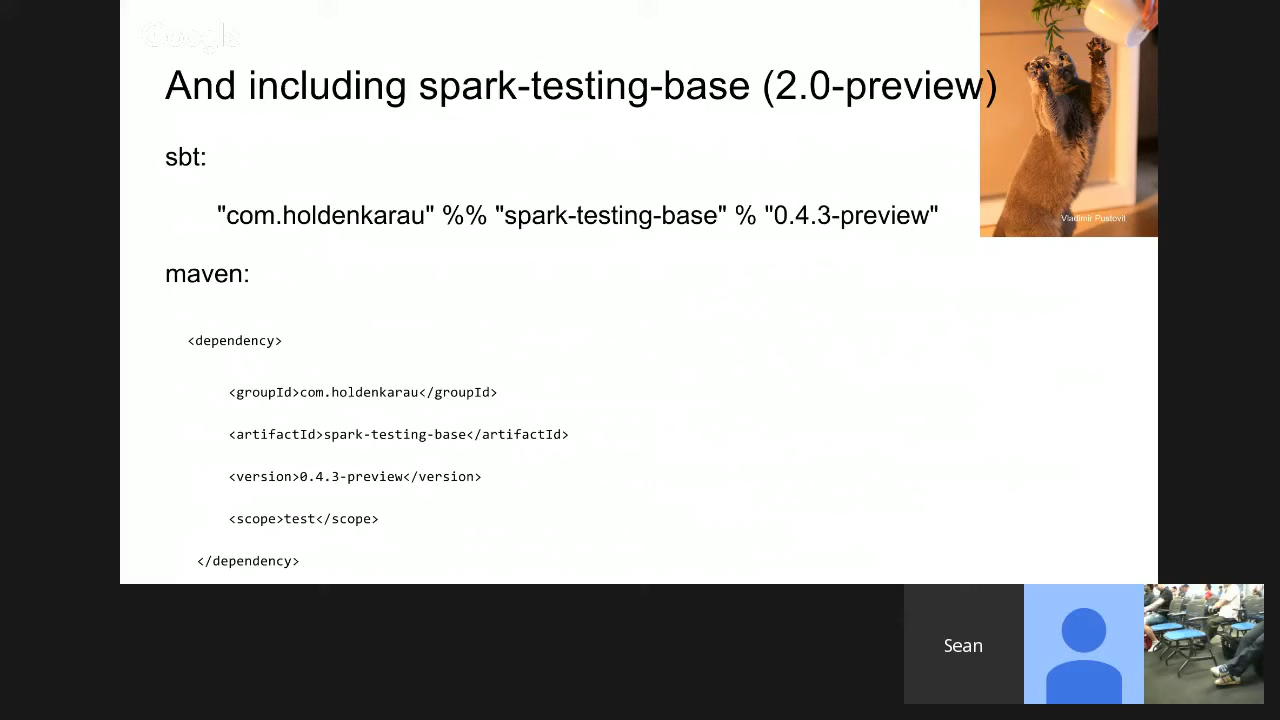 Google
And including spark-testing-base (2.0-preview)
sbt:
"com.holdenkarau" %% "spark-testing-base" % "0.4.3-preview"
Vladimir Pustovit
maven:
<dependency>
<groupId>com.holdenkarau</groupId>
<artifactId>spark-testing-base</artifactId>
<version>0.4.3-preview</version>
<scope>test</scope>
</dependency>
Sean